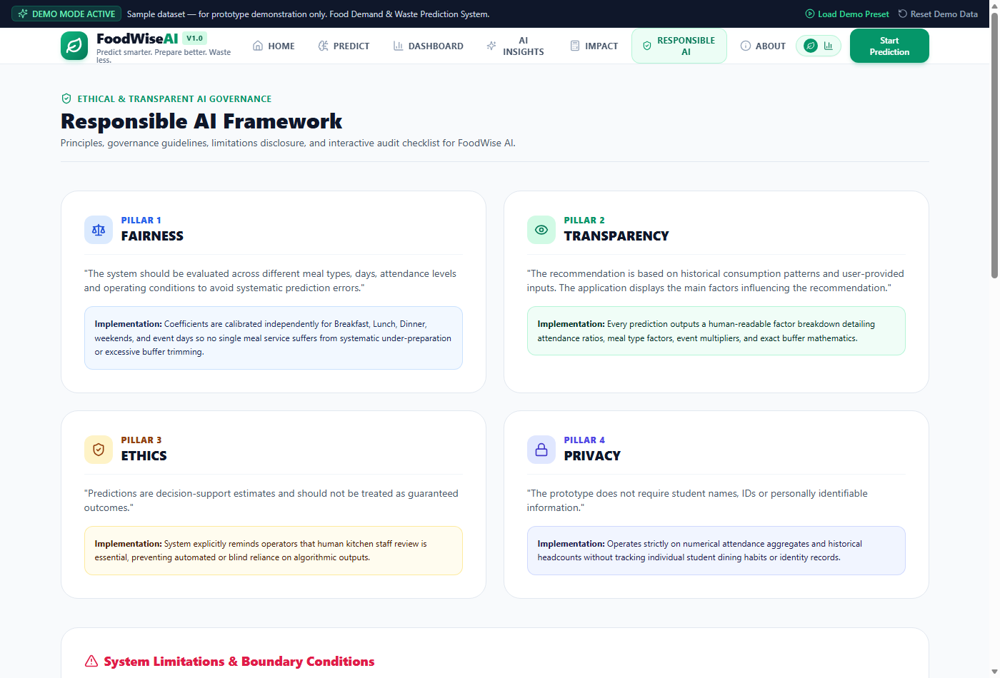 DEMO MODE ACTIVE Sample dataset — for prototype demonstration only. Food Demand & Waste Prediction System. Load Demo Preset Reset Demo Data
FoodWiseAI V1.0
Predict smarter. Prepare better. Waste
less.
HOME
PREDICT
DASHBOARD
AI
INSIGHTS
IMPACT
RESPONSIBLE
AI
ABOUT
Start
Prediction
ETHICAL & TRANSPARENT AI GOVERNANCE
Responsible AI Framework
Principles, governance guidelines, limitations disclosure, and interactive audit checklist for FoodWise AI.
PILLAR 1
FAIRNESS
"The system should be evaluated across different meal types, days, attendance levels
and operating conditions to avoid systematic prediction errors."
Implementation: Coefficients are calibrated independently for Breakfast, Lunch, Dinner,
weekends, and event days so no single meal service suffers from systematic under-preparation
or excessive buffer trimming.
PILLAR 2
TRANSPARENCY
"The recommendation is based on historical consumption patterns and user-provided
inputs. The application displays the main factors influencing the recommendation."
Implementation: Every prediction outputs a human-readable factor breakdown detailing
attendance ratios, meal type factors, event multipliers, and exact buffer mathematics.
PILLAR 3
ETHICS
"Predictions are decision-support estimates and should not be treated as guaranteed
outcomes."
Implementation: System explicitly reminds operators that human kitchen staff review is
essential, preventing automated or blind reliance on algorithmic outputs.
PILLAR 4
PRIVACY
"The prototype does not require student names, IDs or personally identifiable
information."
Implementation: Operates strictly on numerical attendance aggregates and historical
headcounts without tracking individual student dining habits or identity records.
System Limitations & Boundary Conditions